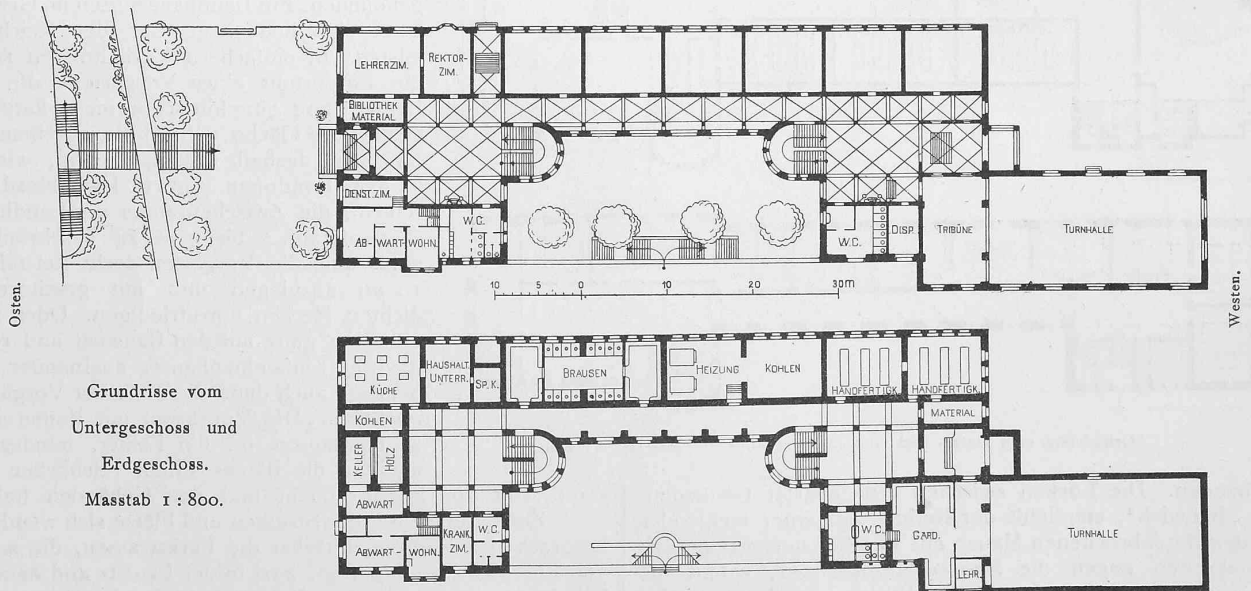 LEHRERZIM.
REKTOR-
ZIM.
BIBLIOTHEK
MATERIAL
DIENST.ZIM.
AB- WART- WOHN.
W.C.
W.C.
DISP.
TRIBÜNE
TURNHALLE
Osten.
Westen.
10 5 0 10 20 30m
Grundrisse vom
Untergeschoss und
Erdgeschoss.
Masstab 1 : 800.
KÜCHE
HAUSHALT.
UNTERR.
SP.K.
BRAUSEN
HEIZUNG
KOHLEN
HANDFERTIGK.
HANDFERTIGK.
KOHLEN
MATERIAL
KELLER
HOLZ
ABWART
ABWART
WOHN.
KRANK.
ZIM.
W.C.
W.C.
GARD.
LEHR.
TURNHALLE